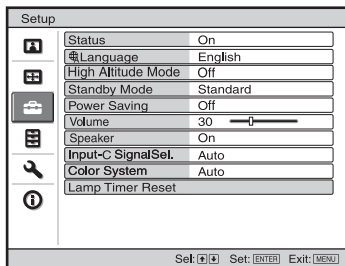 Setup
Status On
Language English
High Altitude Mode Off
Standby Mode Standard
Power Saving Off
Volume 30
Speaker On
Input-C SignalSel. Auto
Color System Auto
Lamp Timer Reset
Sel: Set: ENTER Exit: MENU